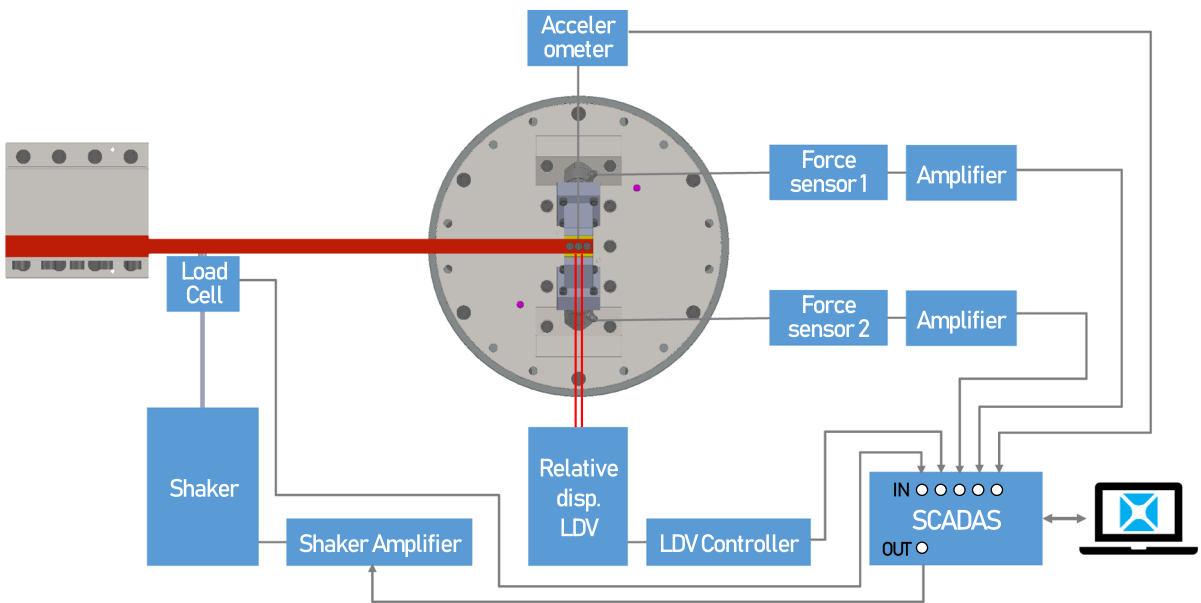 Acceler
ometer
Force
sensor 1
Amplifier
Load
Cell
Force
sensor 2
Amplifier
Shaker
Relative
disp.
LDV
Shaker Amplifier
LDV Controller
IN
SCADAS
OUT